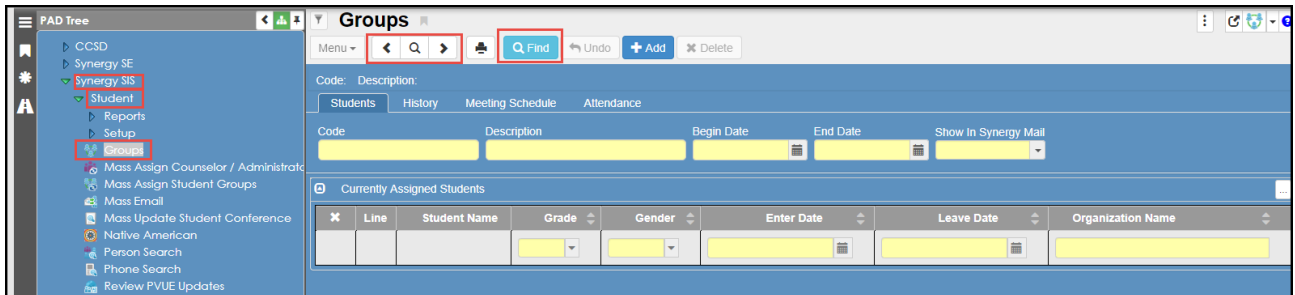 PAD Tree
CCSD
Synergy SE
Synergy SIS
Student
Reports
Setup
Groups
Mass Assign Counselor / Administrato
Mass Assign Student Groups
Mass Email
Mass Update Student Conference
Native American
Person Search
Phone Search
Review PVUE Updates
Groups
Menu Find Undo Add Delete
Code: Description:
Students History Meeting Schedule Attendance
Code Description Begin Date End Date Show In Synergy Mail
Currently Assigned Students ...
Line Student Name Grade Gender Enter Date Leave Date Organization Name